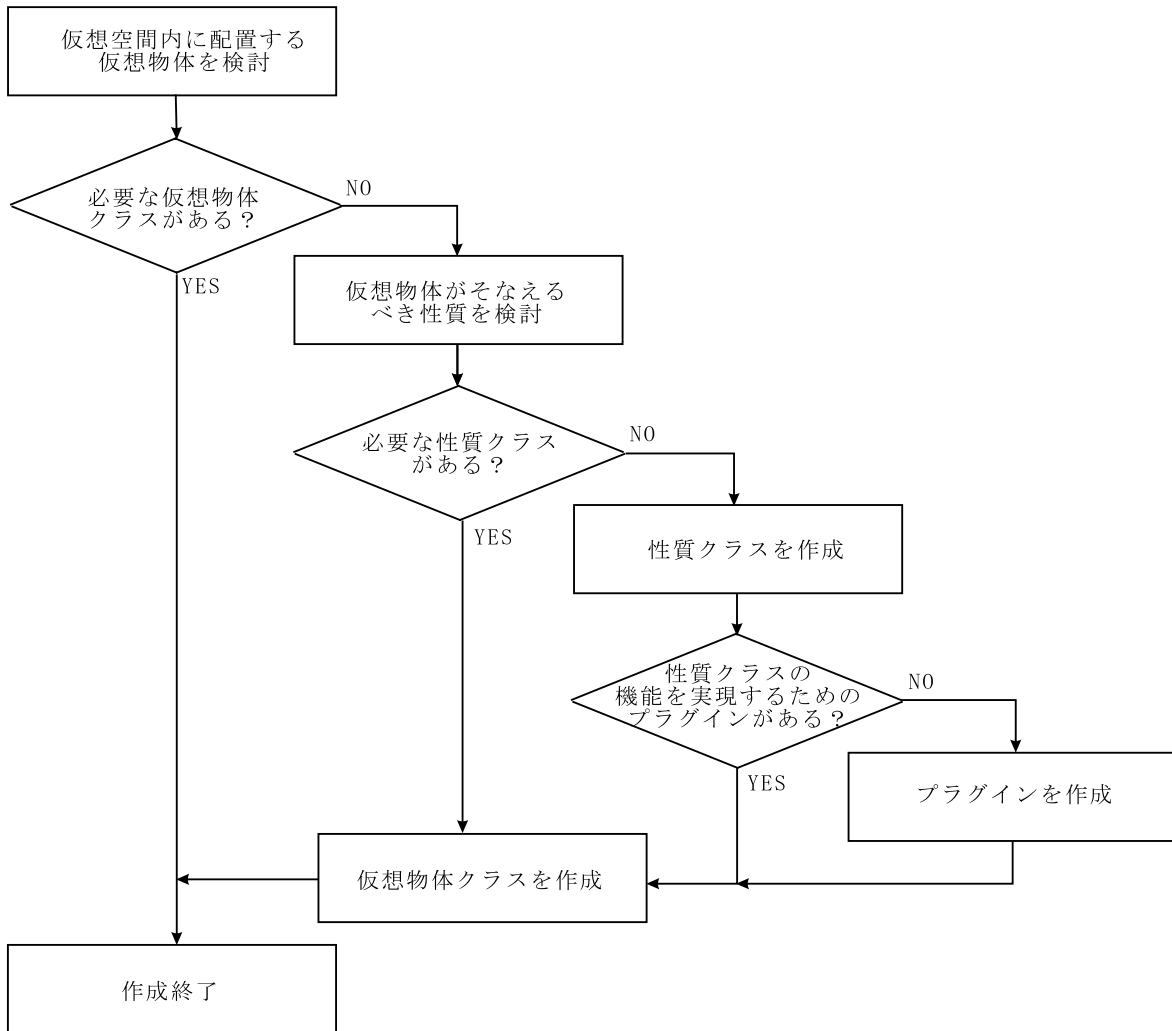 仮想空間内に配置する
仮想物体を検討
必要な仮想物体
クラスがある？
NO
YES
仮想物体がそなえる
べき性質を検討
必要な性質クラス
がある？
NO
YES
性質クラスを作成
性質クラスの
機能を実現するための
プラグインがある？
NO
YES
プラグインを作成
仮想物体クラスを作成
作成終了